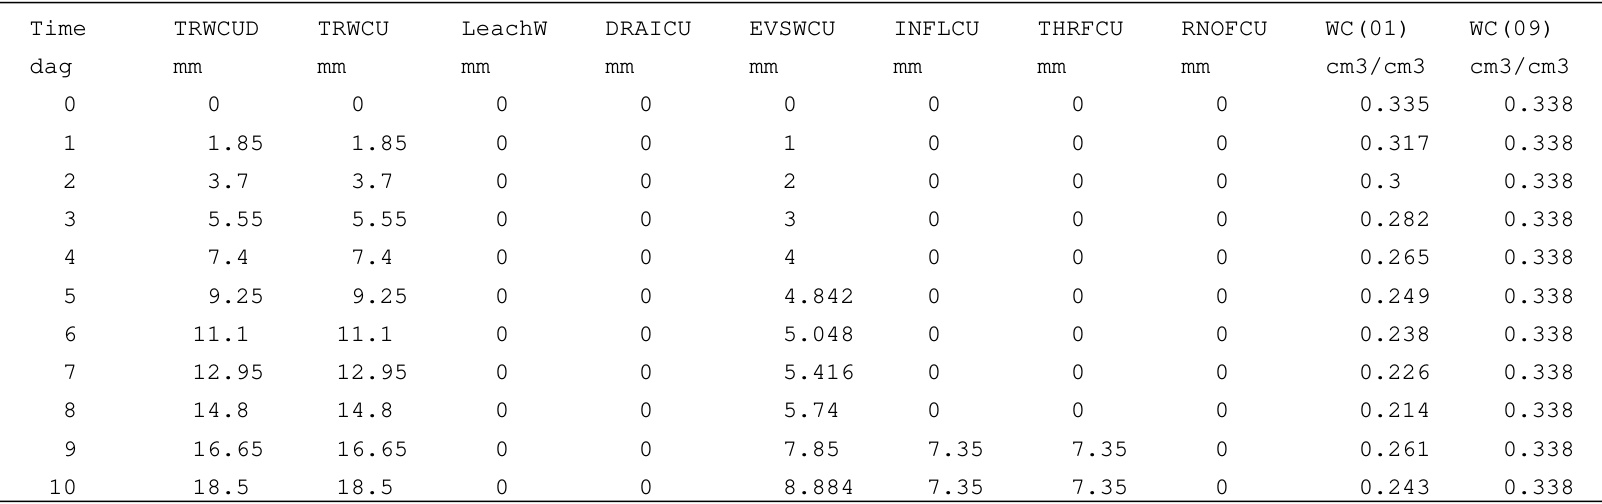 Time TRWCUD TRWCU LeachW DRAICU EVSWCU INFLCU THRFCU RNOFCU WC(01) WC(09)
dag mm mm mm mm mm mm mm mm cm3/cm3 cm3/cm3
0 0 0 0 0 0 0 0 0 0.335 0.338
1 1.85 1.85 0 0 1 0 0 0 0.317 0.338
2 3.7 3.7 0 0 2 0 0 0 0.3 0.338
3 5.55 5.55 0 0 3 0 0 0 0.282 0.338
4 7.4 7.4 0 0 4 0 0 0 0.265 0.338
5 9.25 9.25 0 0 4.842 0 0 0 0.249 0.338
6 11.1 11.1 0 0 5.048 0 0 0 0.238 0.338
7 12.95 12.95 0 0 5.416 0 0 0 0.226 0.338
8 14.8 14.8 0 0 5.74 0 0 0 0.214 0.338
9 16.65 16.65 0 0 7.85 7.35 7.35 0 0.261 0.338
10 18.5 18.5 0 0 8.884 7.35 7.35 0 0.243 0.338